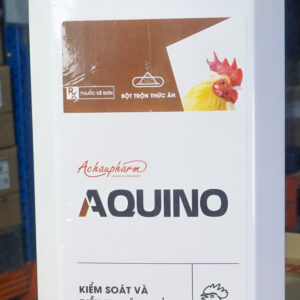 THUỐC KÊ ĐƠN
BỘT TRỘN THỨC ĂN
Achaupharm
AQUINO
KIỂM SOÁT VÀ